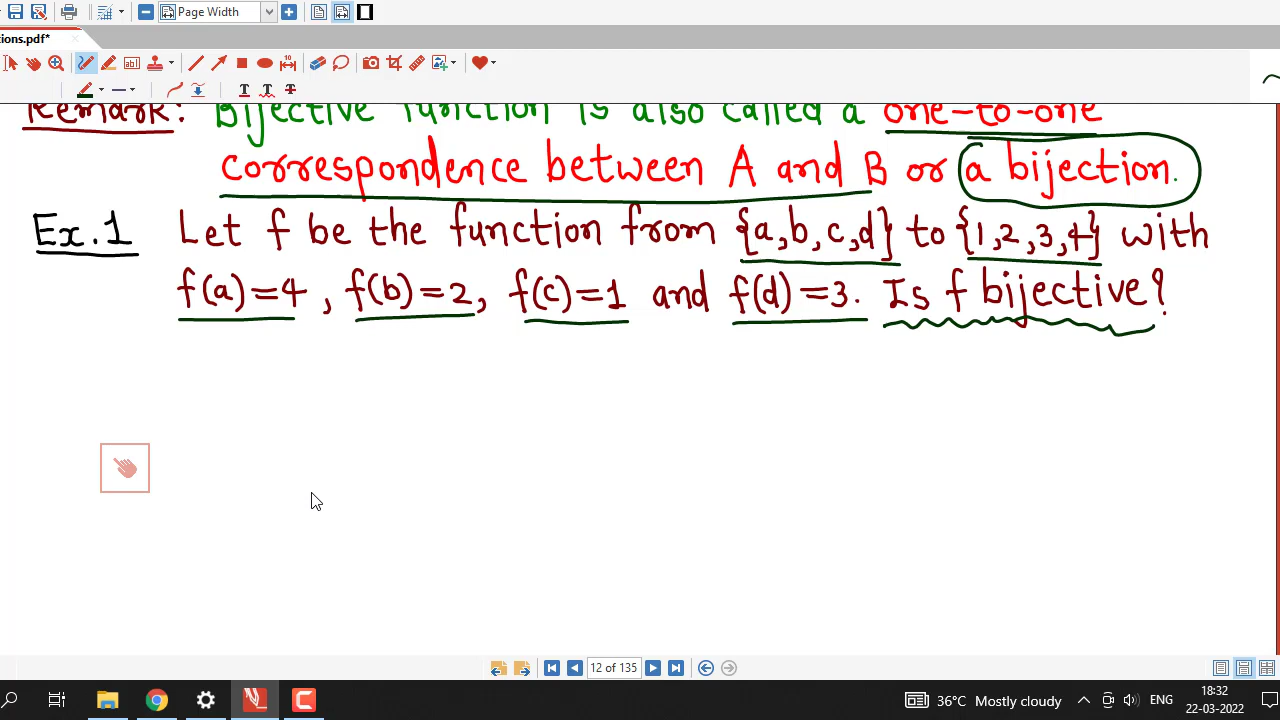 Page Width
ions.pdf*
Remark: Bijective function is also called a one-to-one
correspondence between A and B or a bijection.
Ex.1 Let f be the function from {a,b,c,d} to {1,2,3,4} with
f(a)=4, f(b)=2, f(c)=1 and f(d)=3. Is f bijective?
12 of 135
36°C Mostly cloudy
ENG
18:32
22-03-2022